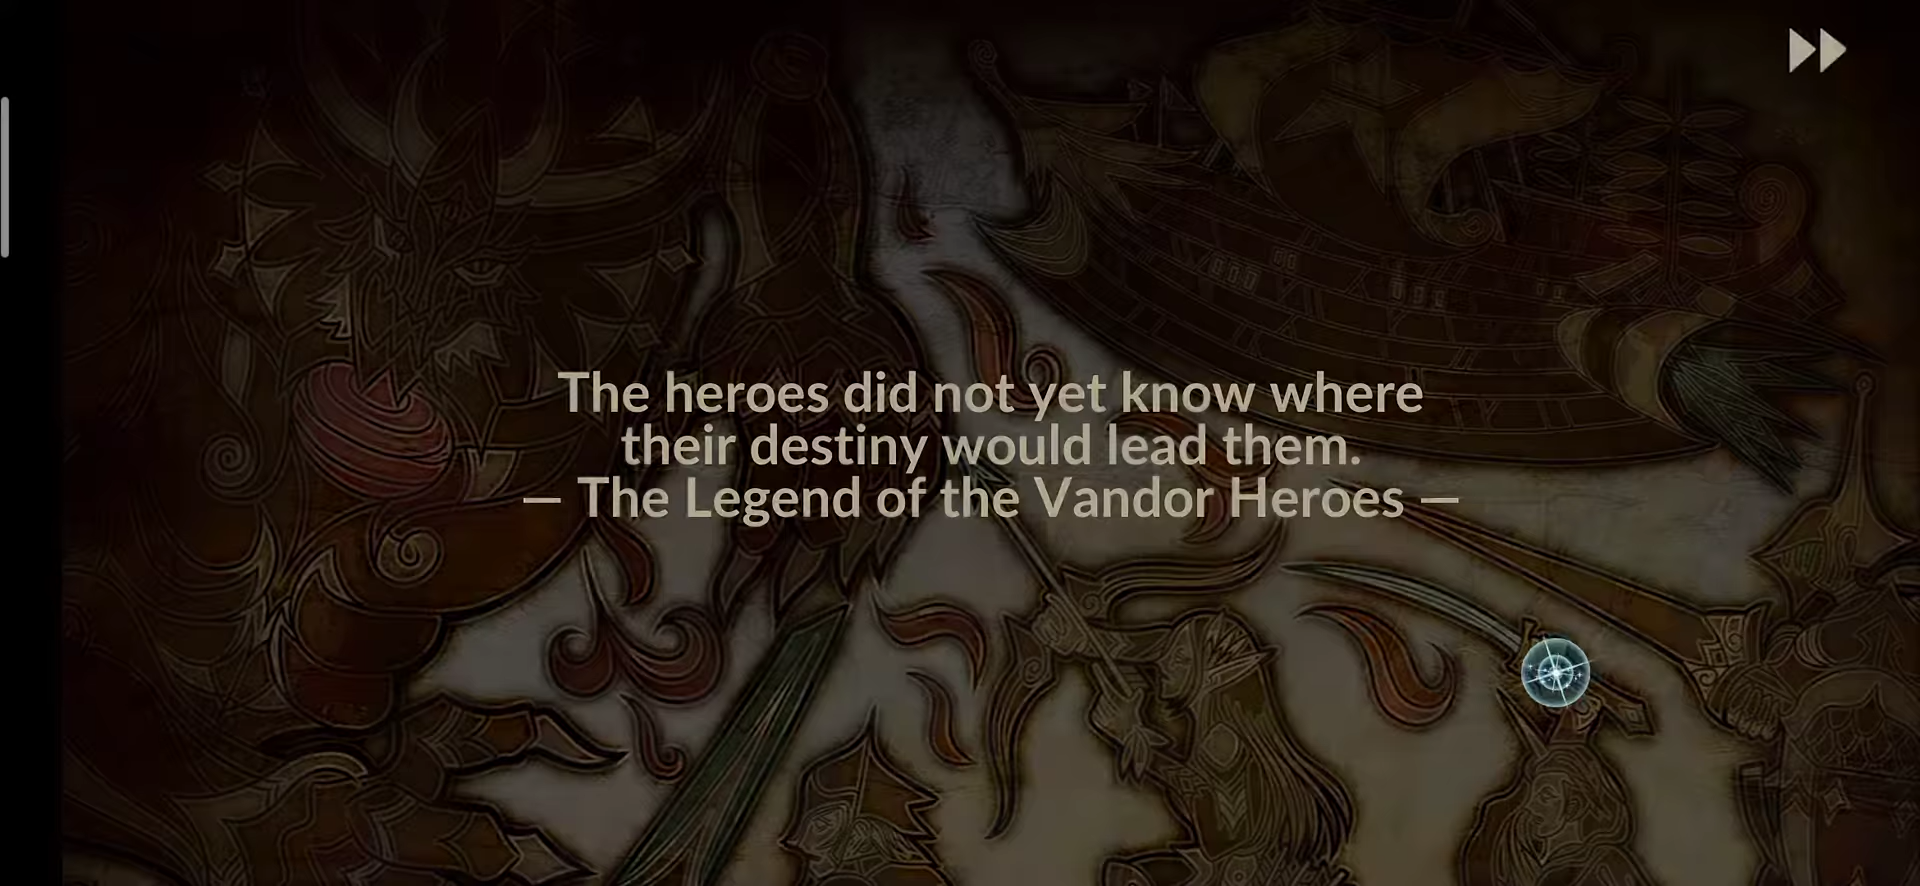 The heroes did not yet know where
their destiny would lead them.
— The Legend of the Vandor Heroes —